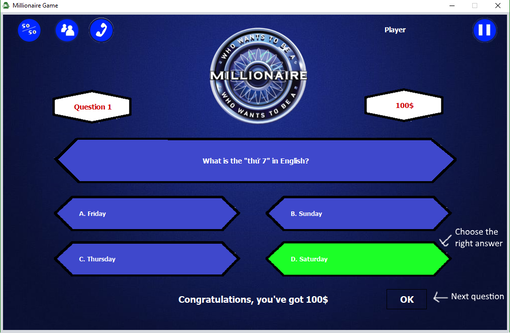 Millionaire Game
50
50
Player
WHO WANTS TO BE A
MILLIONAIRE
WHO WANTS TO BE A
Question 1
100$
What is the "thứ 7" in English?
A. Friday
B. Sunday
Choose the
right answer
C. Thursday
D. Saturday
Congratulations, you've got 100$
OK
Next question